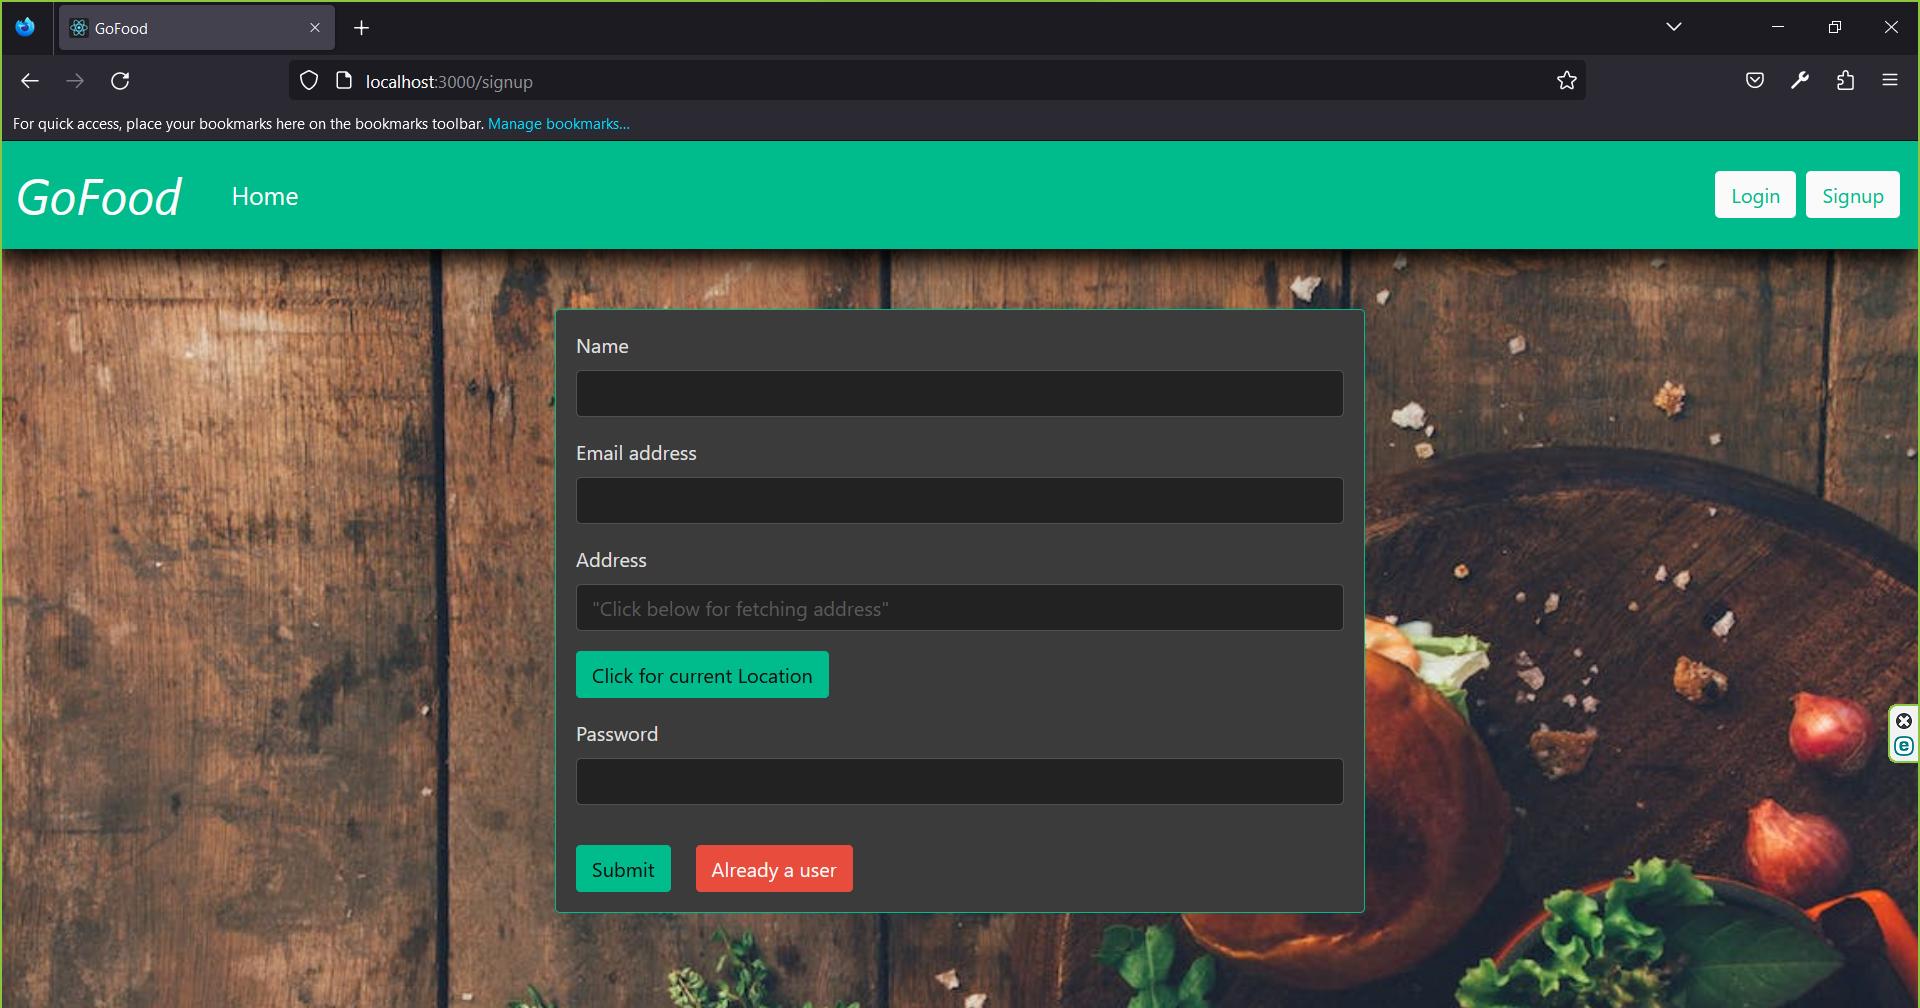 GoFood
localhost:3000/signup
For quick access, place your bookmarks here on the bookmarks toolbar. Manage bookmarks...
GoFood Home Login Signup
Name
Email address
Address
"Click below for fetching address"
Click for current Location
Password
Submit Already a user
e